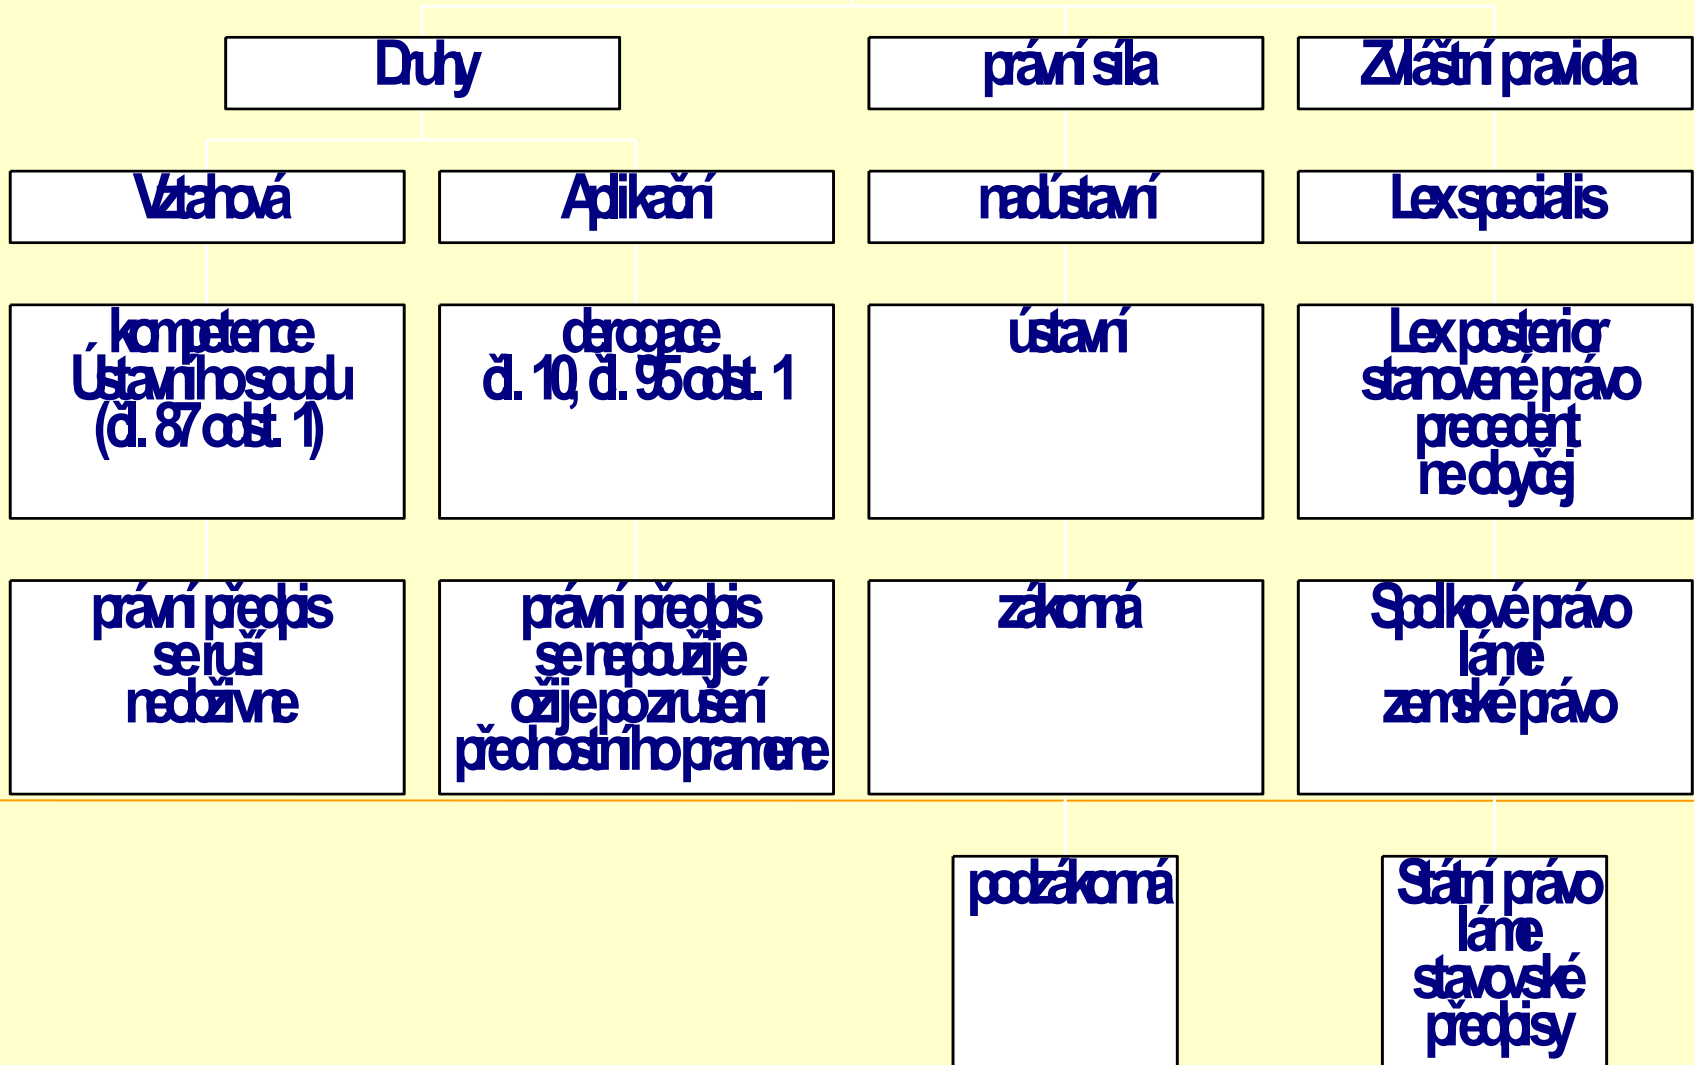 Druhy
právní síla
Zvláštní pravidla
Vztahová
Aplikační
nadústavní
Lex specialis
kompetence
Ústavního soudu
(čl. 87 odst. 1)
derogace
čl. 10, čl. 95 odst. 1
ústavní
Lex posterior
stanovené právo
precedent
ne obyčej
právní předpis
se ruší
neobživne
právní předpis
se nepoužije
ožije po zrušení
přednostního pramene
zákonná
Spolkové právo
láme
zemské právo
podzákonná
Státní právo
láme
stavovské
předpisy